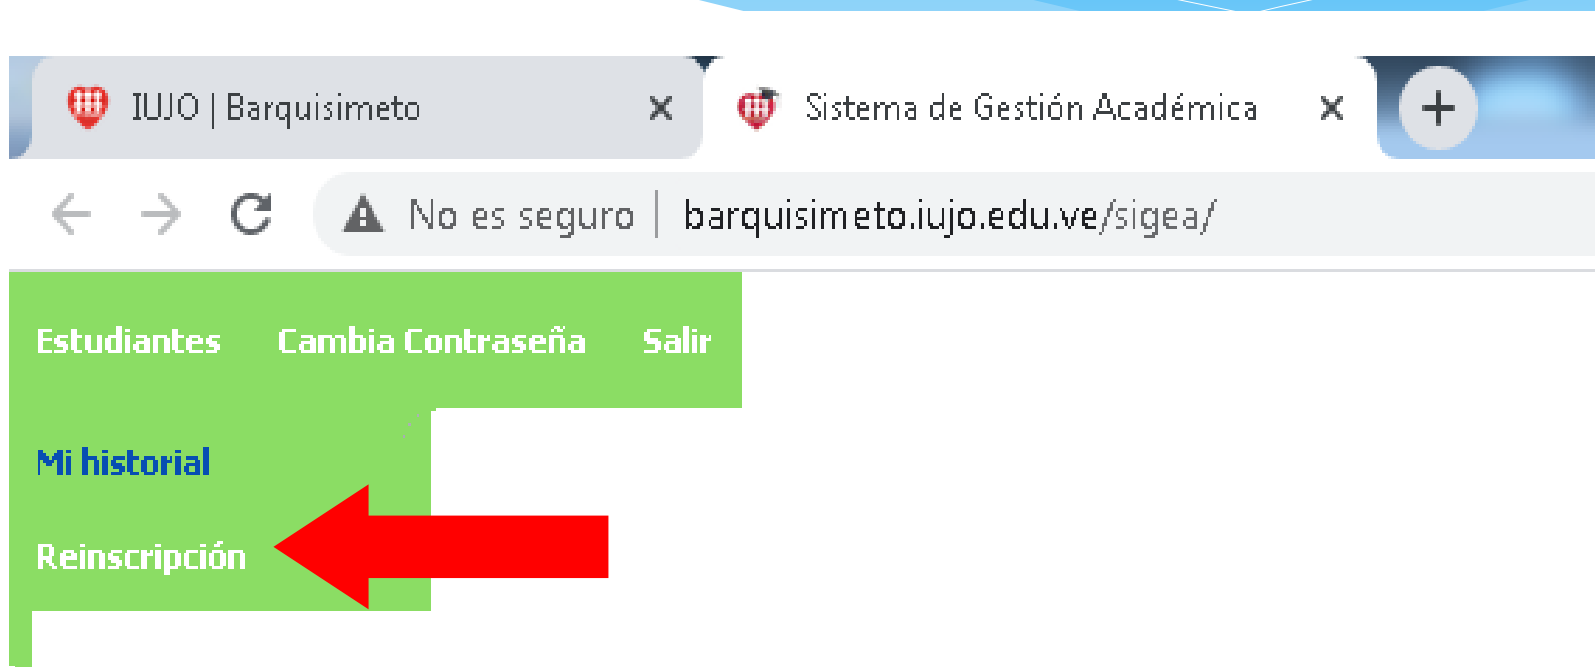 IUJO | Barquisimeto
Sistema de Gestión Académica
No es seguro | barquisimeto.iujo.edu.ve/sigea/
Estudiantes Cambia Contraseña Salir
Mi historial
Reinscripción